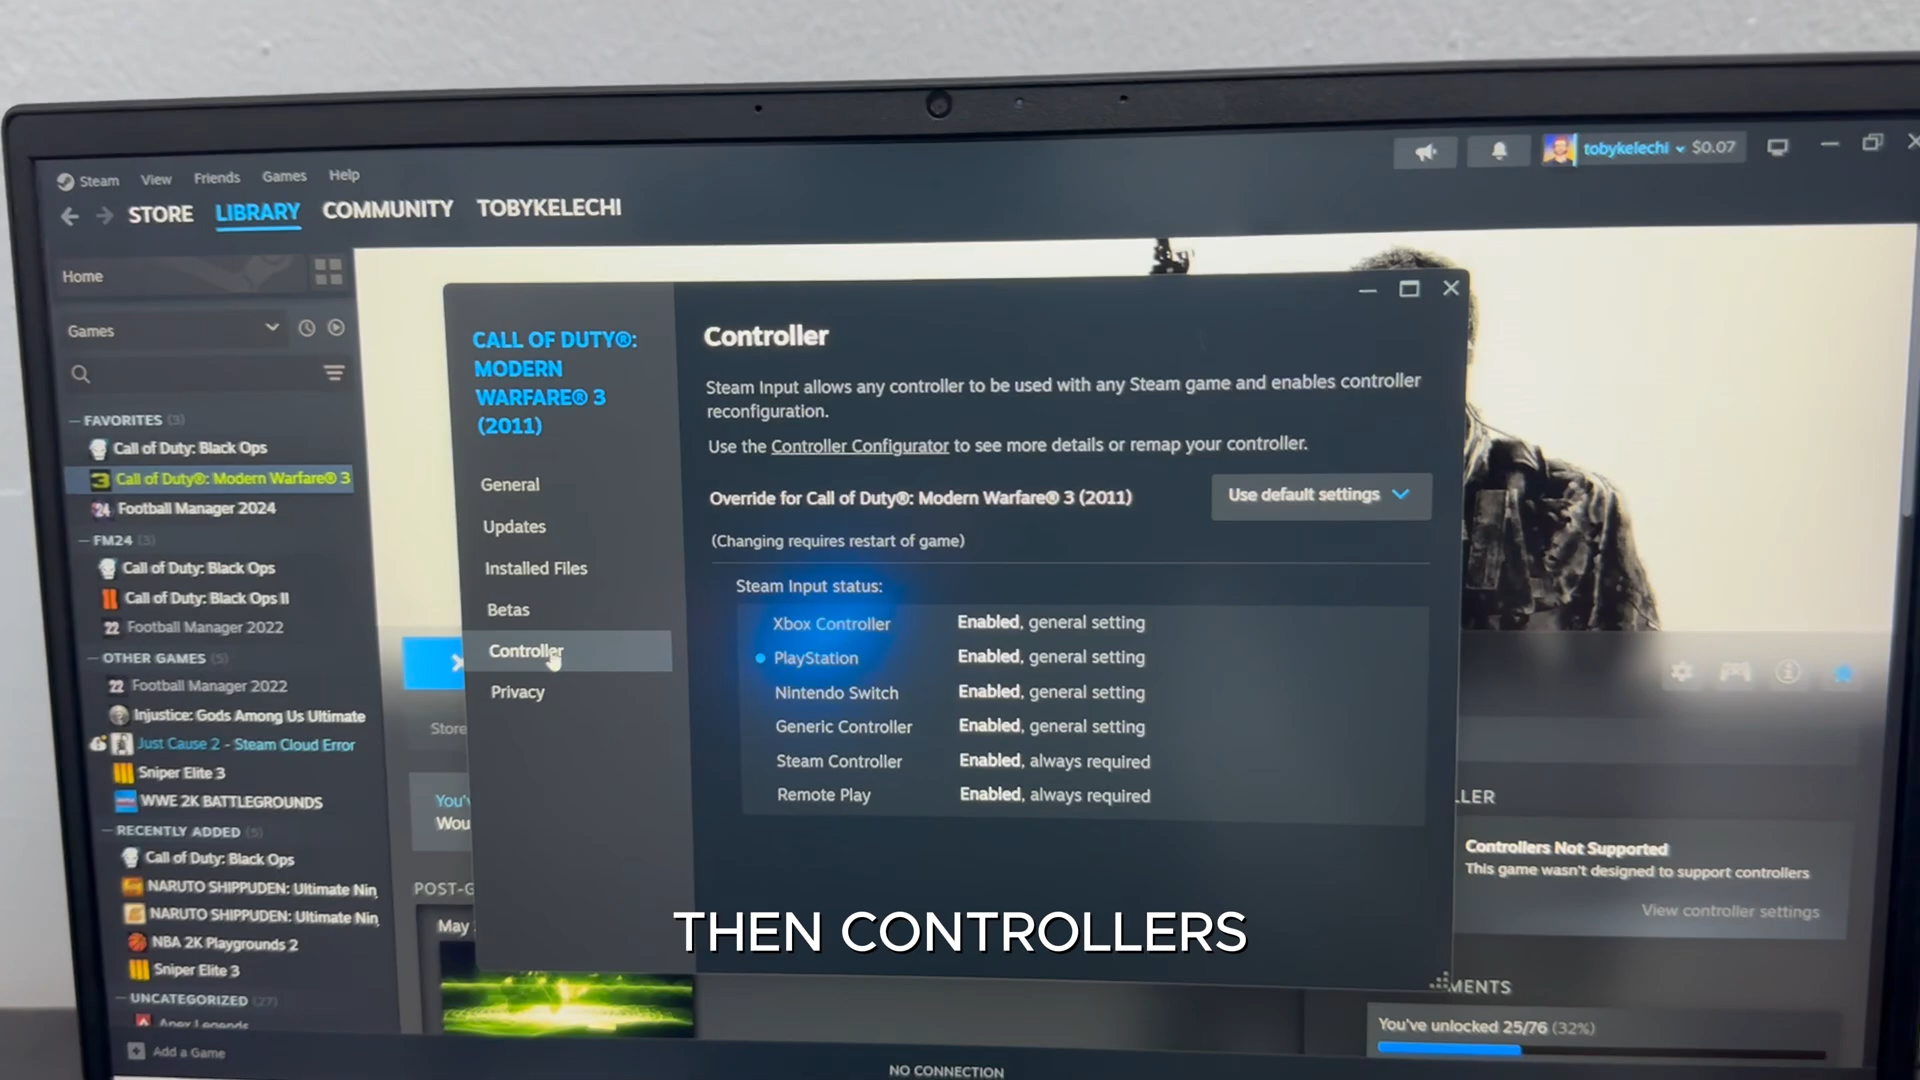 Steam View Friends Games Help
tobykelechi $0.07
STORE LIBRARY COMMUNITY TOBYKELECHI
Home
Games
FAVORITES (3)
Call of Duty: Black Ops
Call of Duty®: Modern Warfare® 3
Football Manager 2024
FM24 (3)
Call of Duty: Black Ops
Call of Duty: Black Ops II
Football Manager 2022
OTHER GAMES (5)
Football Manager 2022
Injustice: Gods Among Us Ultimate
Just Cause 2 - Steam Cloud Error
Sniper Elite 3
WWE 2K BATTLEGROUNDS
RECENTLY ADDED (5)
Call of Duty: Black Ops
NARUTO SHIPPUDEN: Ultimate Nin
NARUTO SHIPPUDEN: Ultimate Nin
NBA 2K Playgrounds 2
Sniper Elite 3
UNCATEGORIZED (27)
Apex Legends
Add a Game
CALL OF DUTY®:
MODERN
WARFARE® 3
(2011)
General
Updates
Installed Files
Betas
Controller
Privacy
Controller
Steam Input allows any controller to be used with any Steam game and enables controller
reconfiguration.
Use the Controller Configurator to see more details or remap your controller.
Override for Call of Duty®: Modern Warfare® 3 (2011) Use default settings
(Changing requires restart of game)
Steam Input status:
Xbox Controller Enabled, general setting
PlayStation Enabled, general setting
Nintendo Switch Enabled, general setting
Generic Controller Enabled, general setting
Steam Controller Enabled, always required
Remote Play Enabled, always required
Store
You'v
Wou
POST-G
May
LLER
Controllers Not Supported
This game wasn't designed to support controllers
View controller settings
MENTS
You've unlocked 25/76 (32%)
THEN CONTROLLERS
NO CONNECTION